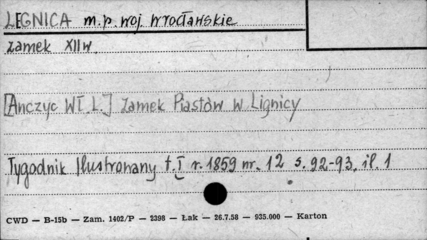 LEGNICA m.p. woj. wrocławskie
zamek XII w.
[Anczyc Wł. L.] Zamek Piastów w Lignicy
Tygodnik Ilustrowany t. I r. 1859 nr. 12 s. 92-93, il. 1
CWD — B-15b — Zam. 1402/P — 2398 — Łak — 26.7.58 — 935.000 — Karton